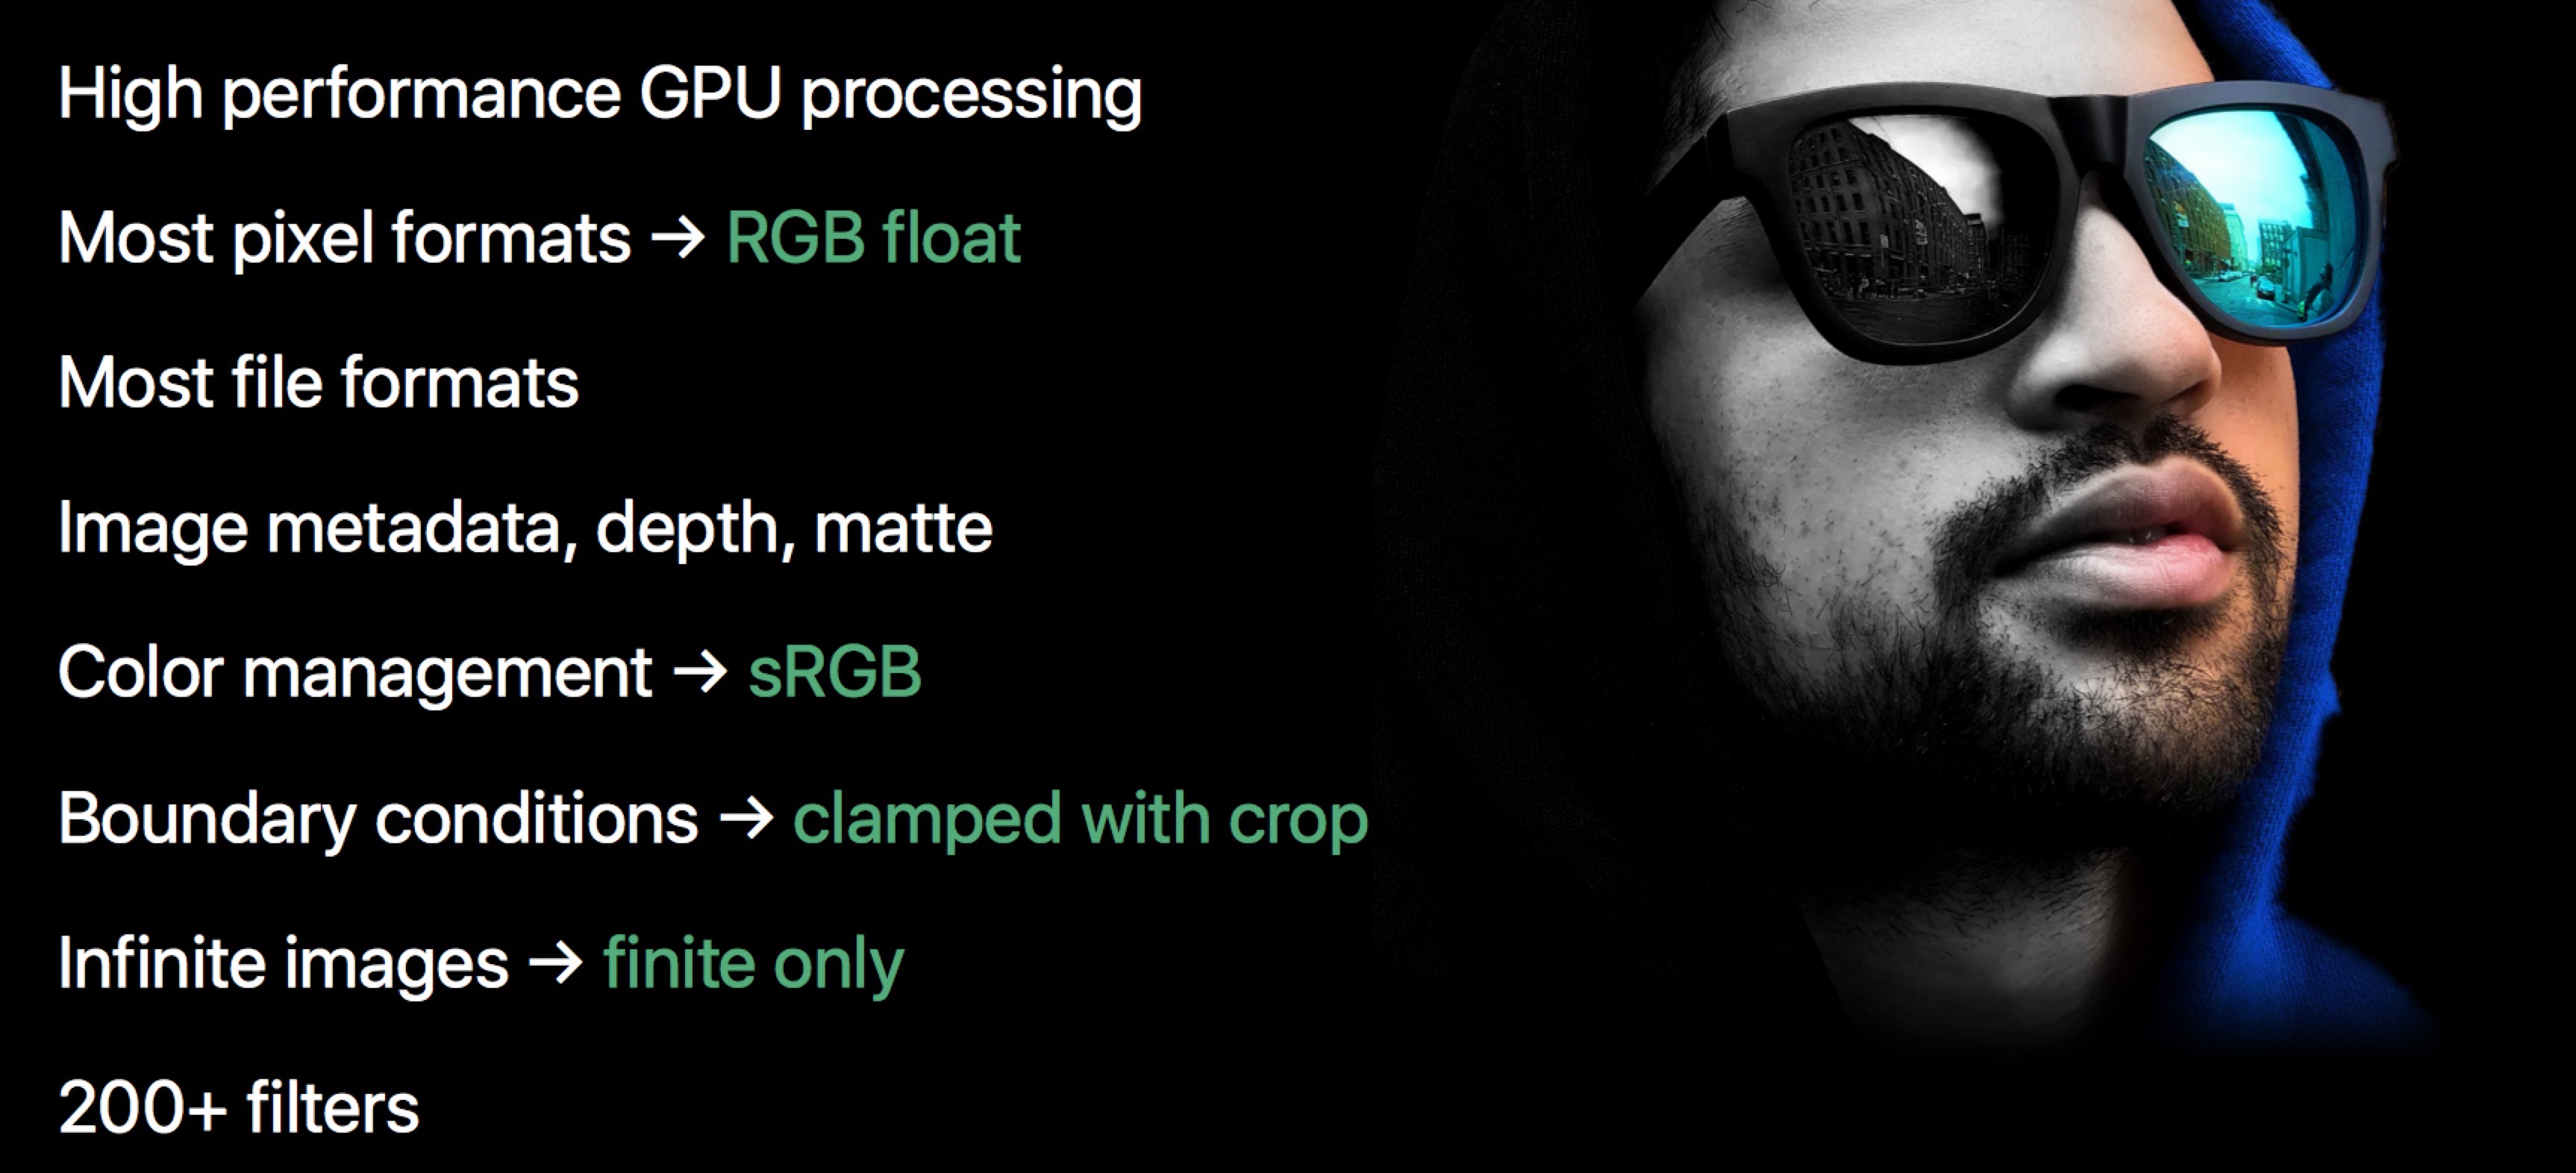 High performance GPU processing
Most pixel formats → RGB float
Most file formats
Image metadata, depth, matte
Color management → sRGB
Boundary conditions → clamped with crop
Infinite images → finite only
200+ filters